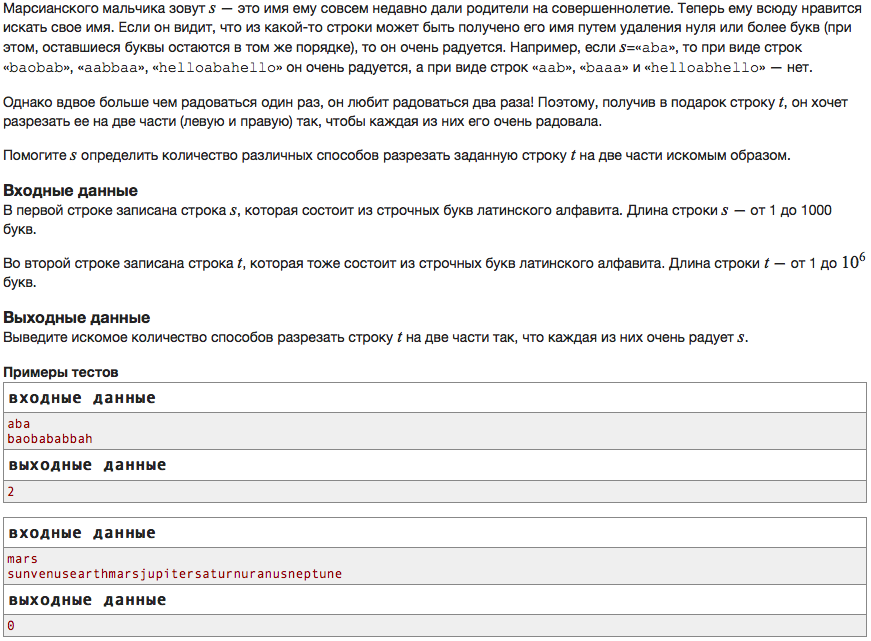 Марсианского мальчика зовут s — это имя ему совсем недавно дали родители на совершеннолетие. Теперь ему всюду нравится
искать свое имя. Если он видит, что из какой-то строки может быть получено его имя путем удаления нуля или более букв (при
этом, оставшиеся буквы остаются в том же порядке), то он очень радуется. Например, если s=«aba», то при виде строк
«baobab», «aabbaa», «helloabahello» он очень радуется, а при виде строк «aab», «baaa» и «helloabhello» — нет.
Однако вдвое больше чем радоваться один раз, он любит радоваться два раза! Поэтому, получив в подарок строку t, он хочет
разрезать ее на две части (левую и правую) так, чтобы каждая из них его очень радовала.
Помогите s определить количество различных способов разрезать заданную строку t на две части искомым образом.
Входные данные
В первой строке записана строка s, которая состоит из строчных букв латинского алфавита. Длина строки s — от 1 до 1000
букв.
Во второй строке записана строка t, которая тоже состоит из строчных букв латинского алфавита. Длина строки t — от 1 до 10⁶
букв.
Выходные данные
Выведите искомое количество способов разрезать строку t на две части так, что каждая из них очень радует s.
Примеры тестов
входные данные
aba
baobababbah
выходные данные
2
входные данные
mars
sunvenusearthmarsjupitersaturnuranusneptune
выходные данные
0